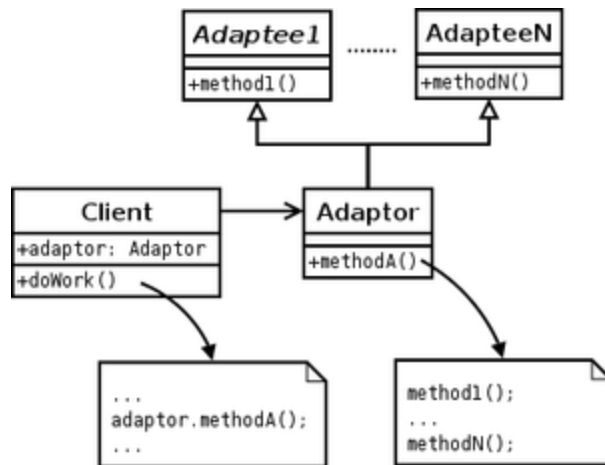 Adaptee1
+method1()
........
AdapteeN
+methodN()
Client
+adaptor: Adaptor
+doWork()
Adaptor
+methodA()
...
adaptor.methodA();
...
method1();
...
methodN();